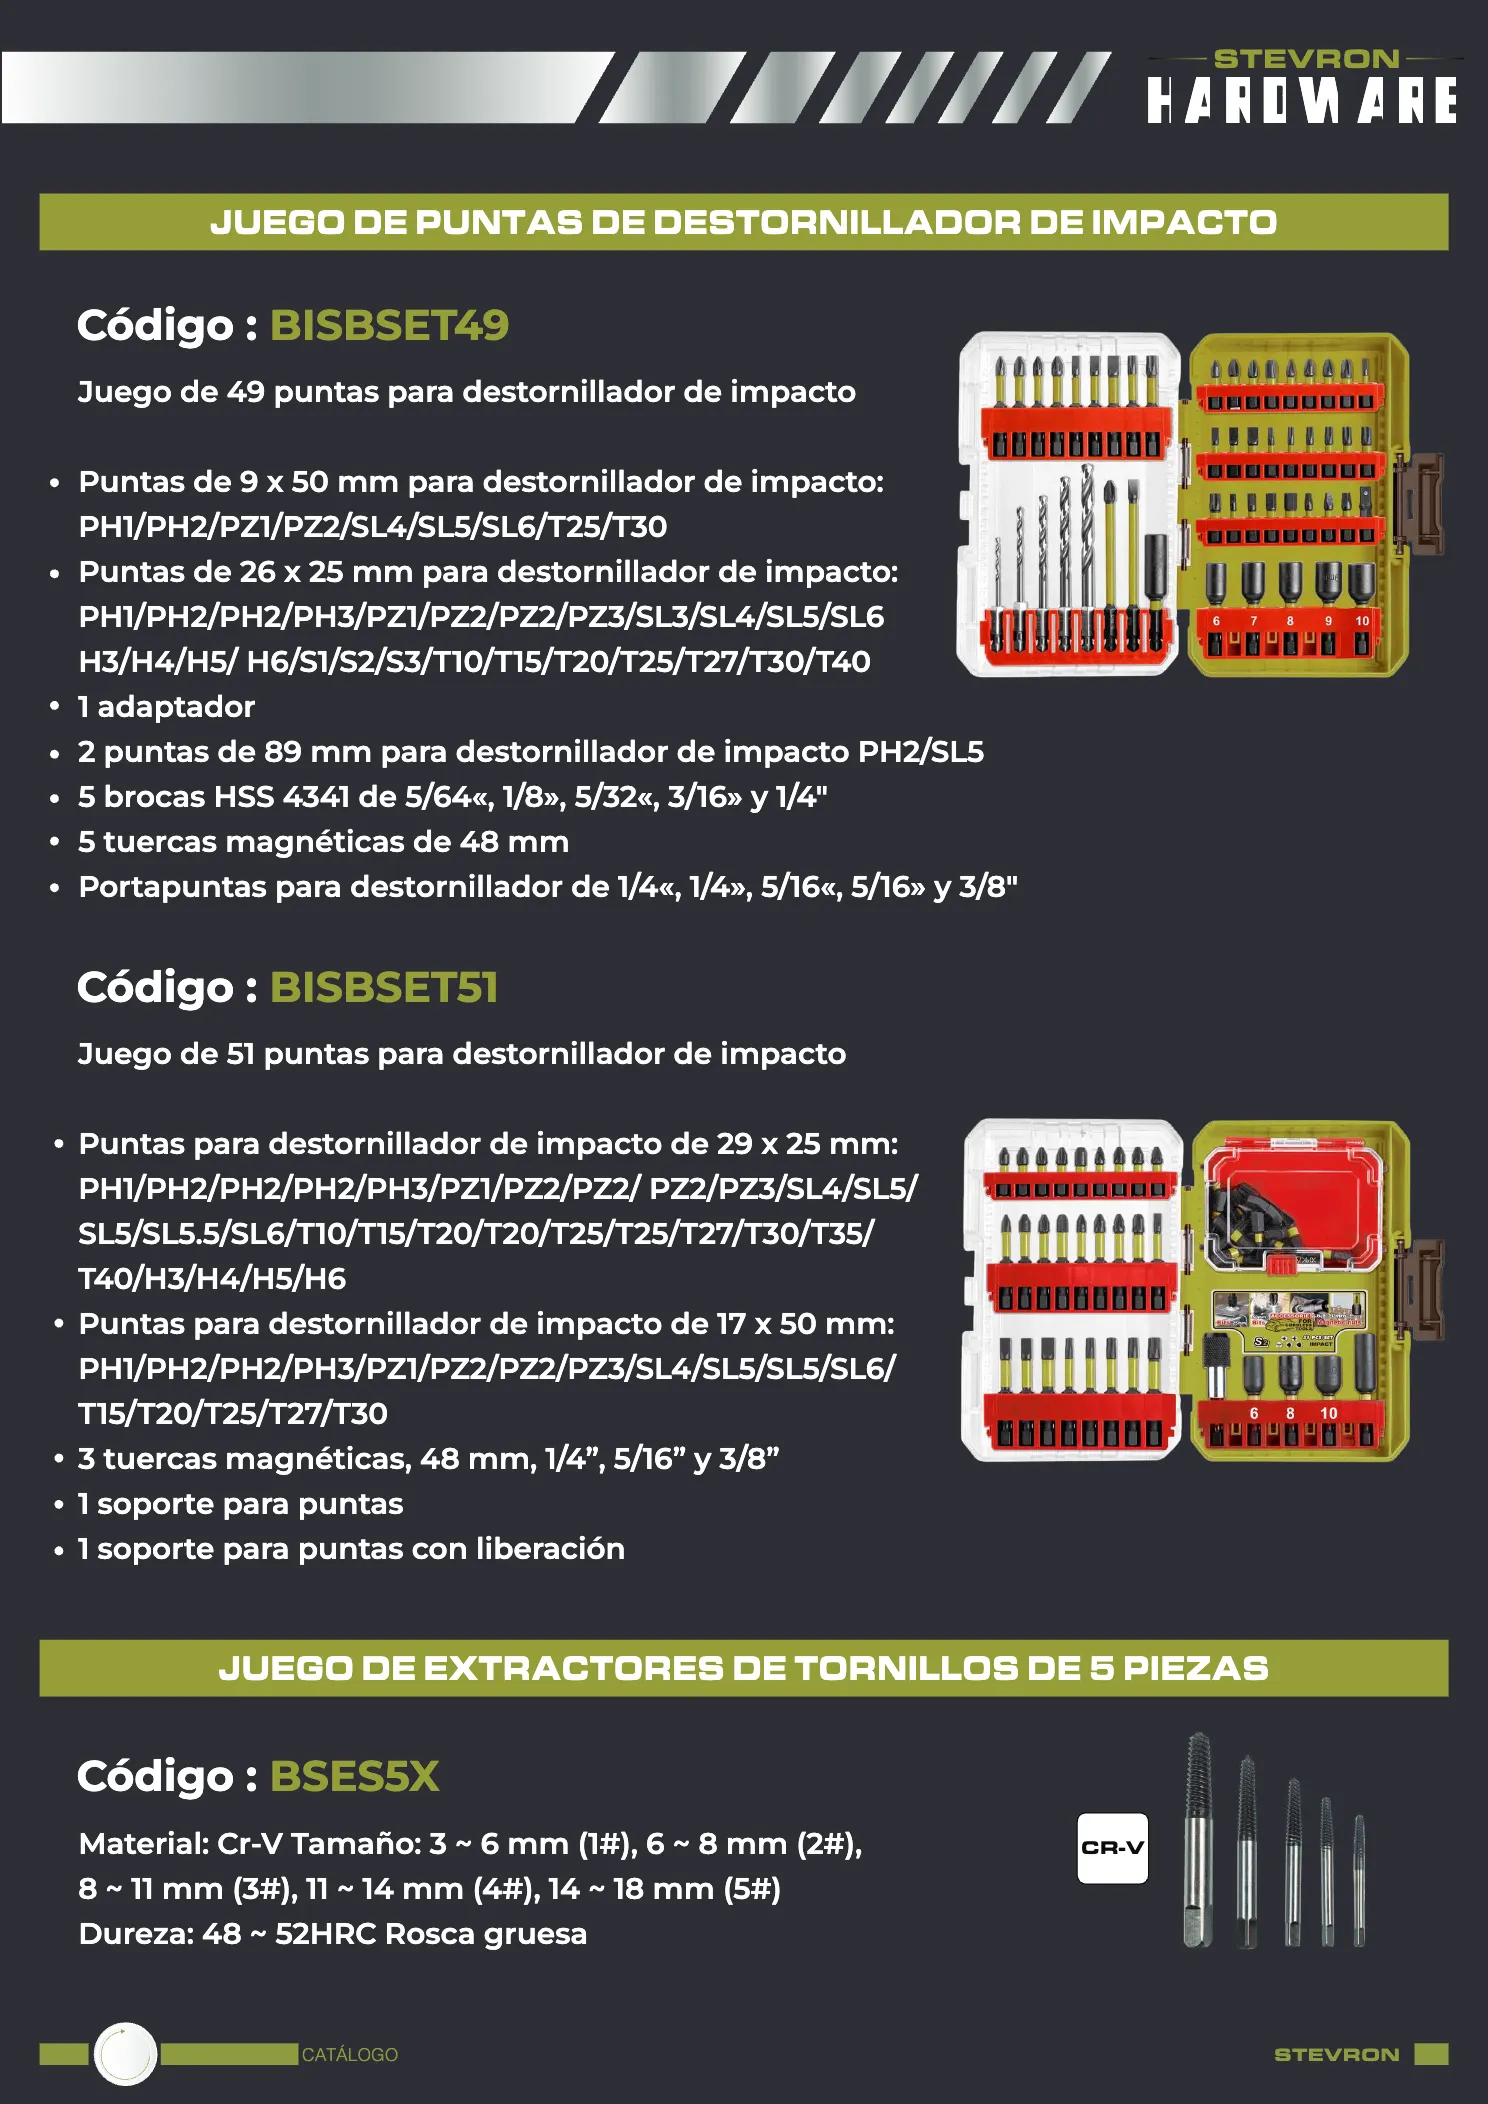 STEVRON
HARDWARE
JUEGO DE PUNTAS DE DESTORNILLADOR DE IMPACTO
Código : BISBSET49
Juego de 49 puntas para destornillador de impacto
• Puntas de 9 x 50 mm para destornillador de impacto:
PH1/PH2/PZ1/PZ2/SL4/SL5/SL6/T25/T30
• Puntas de 26 x 25 mm para destornillador de impacto:
PH1/PH2/PH2/PH3/PZ1/PZ2/PZ2/PZ3/SL3/SL4/SL5/SL6
H3/H4/H5/ H6/S1/S2/S3/T10/T15/T20/T25/T27/T30/T40
• 1 adaptador
• 2 puntas de 89 mm para destornillador de impacto PH2/SL5
• 5 brocas HSS 4341 de 5/64«, 1/8», 5/32«, 3/16» y 1/4"
• 5 tuercas magnéticas de 48 mm
• Portapuntas para destornillador de 1/4«, 1/4», 5/16«, 5/16» y 3/8"
6 7 8 9 10
Código : BISBSET51
Juego de 51 puntas para destornillador de impacto
• Puntas para destornillador de impacto de 29 x 25 mm:
PH1/PH2/PH2/PH2/PH3/PZ1/PZ2/PZ2/ PZ2/PZ3/SL4/SL5/
SL5/SL5.5/SL6/T10/T15/T20/T20/T25/T25/T27/T30/T35/
T40/H3/H4/H5/H6
• Puntas para destornillador de impacto de 17 x 50 mm:
PH1/PH2/PH2/PH3/PZ1/PZ2/PZ2/PZ3/SL4/SL5/SL5/SL6/
T15/T20/T25/T27/T30
• 3 tuercas magnéticas, 48 mm, 1/4”, 5/16” y 3/8”
• 1 soporte para puntas
• 1 soporte para puntas con liberación
S2
IMPACT
6 8 10
JUEGO DE EXTRACTORES DE TORNILLOS DE 5 PIEZAS
Código : BSES5X
Material: Cr-V Tamaño: 3 ~ 6 mm (1#), 6 ~ 8 mm (2#),
8 ~ 11 mm (3#), 11 ~ 14 mm (4#), 14 ~ 18 mm (5#)
Dureza: 48 ~ 52HRC Rosca gruesa
CR-V
CATÁLOGO
STEVRON